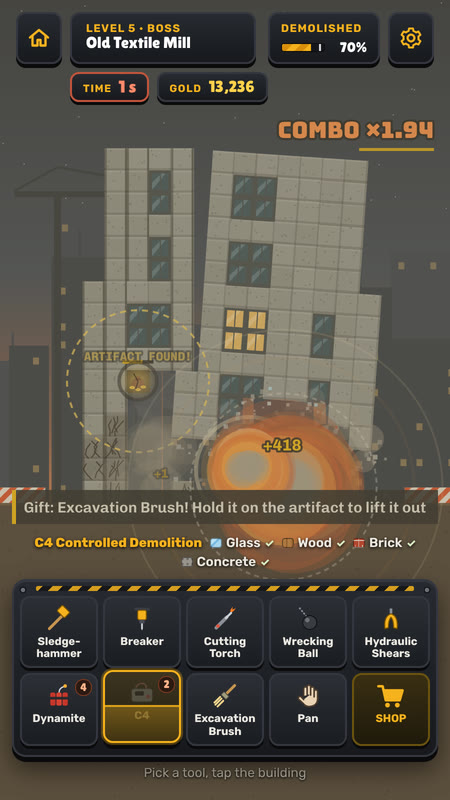 LEVEL 5 • BOSS
Old Textile Mill
DEMOLISHED
70%
TIME 1 s
GOLD 13,236
COMBO ×1.94
ARTIFACT FOUND!
+418
+1
Gift: Excavation Brush! Hold it on the artifact to lift it out
C4 Controlled Demolition Glass ✓ Wood ✓ Brick ✓
Concrete ✓
Sledge-
hammer
Breaker
Cutting
Torch
Wrecking
Ball
Hydraulic
Shears
4
Dynamite
2
C4
Excavation
Brush
Pan
SHOP
Pick a tool, tap the building